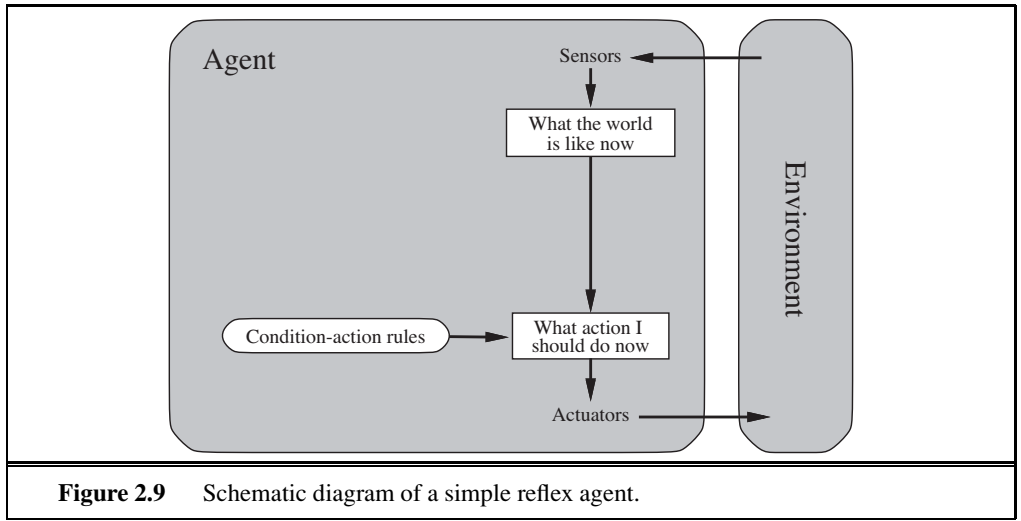 Agent
Sensors
What the world
is like now
Environment
Condition-action rules
What action I
should do now
Actuators
Figure 2.9 Schematic diagram of a simple reflex agent.